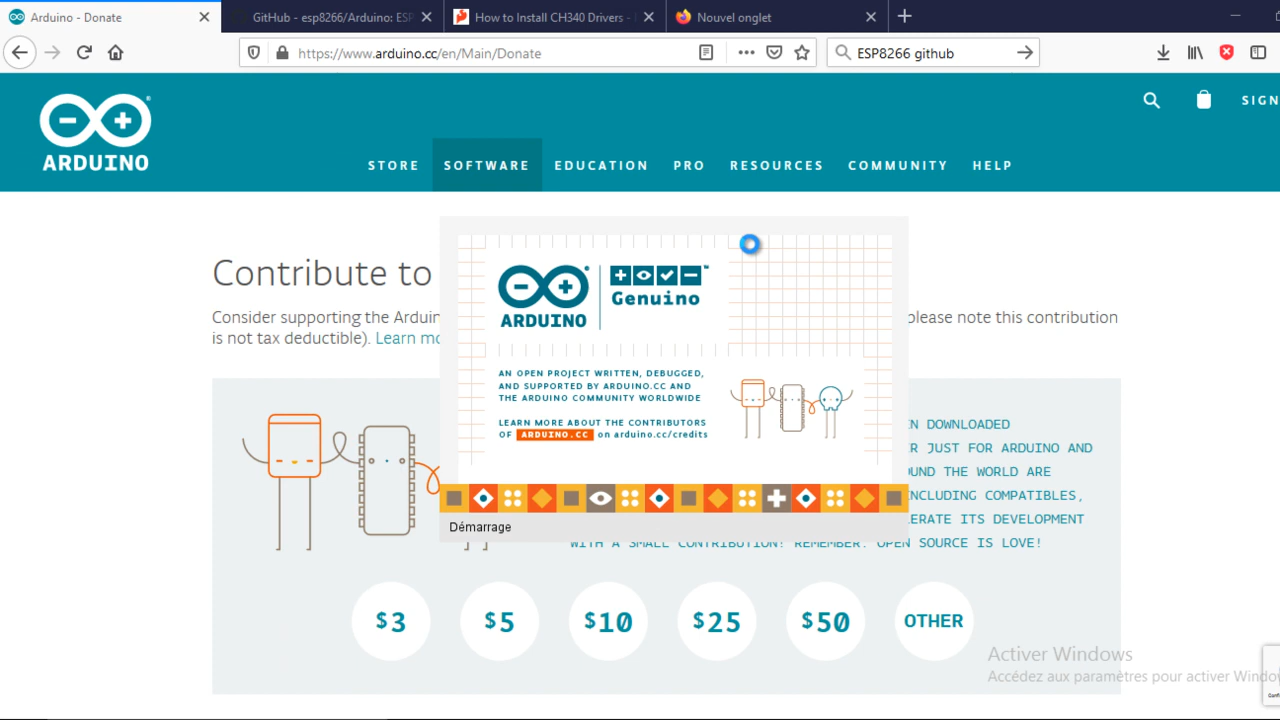 Arduino - Donate
GitHub - esp8266/Arduino: ESP
How to Install CH340 Drivers -
Nouvel onglet
https://www.arduino.cc/en/Main/Donate
ESP8266 github
ARDUINO
SIGN
STORE
SOFTWARE
EDUCATION
PRO
RESOURCES
COMMUNITY
HELP
Contribute to
Consider supporting the Ardui
please note this contribution
is not tax deductible). Learn mo
ARDUINO
Genuino
AN OPEN PROJECT WRITTEN, DEBUGGED,
AND SUPPORTED BY ARDUINO.CC AND
THE ARDUINO COMMUNITY WORLDWIDE
LEARN MORE ABOUT THE CONTRIBUTORS
OF ARDUINO.CC on arduino.cc/credits
Démarrage
N DOWNLOADED
R JUST FOR ARDUINO AND
OUND THE WORLD ARE
INCLUDING COMPATIBLES,
ERATE ITS DEVELOPMENT
WITH A SMALL CONTRIBUTION! REMEMBER: OPEN SOURCE IS LOVE!
$3
$5
$10
$25
$50
OTHER
Activer Windows
Accédez aux paramètres pour activer Windo